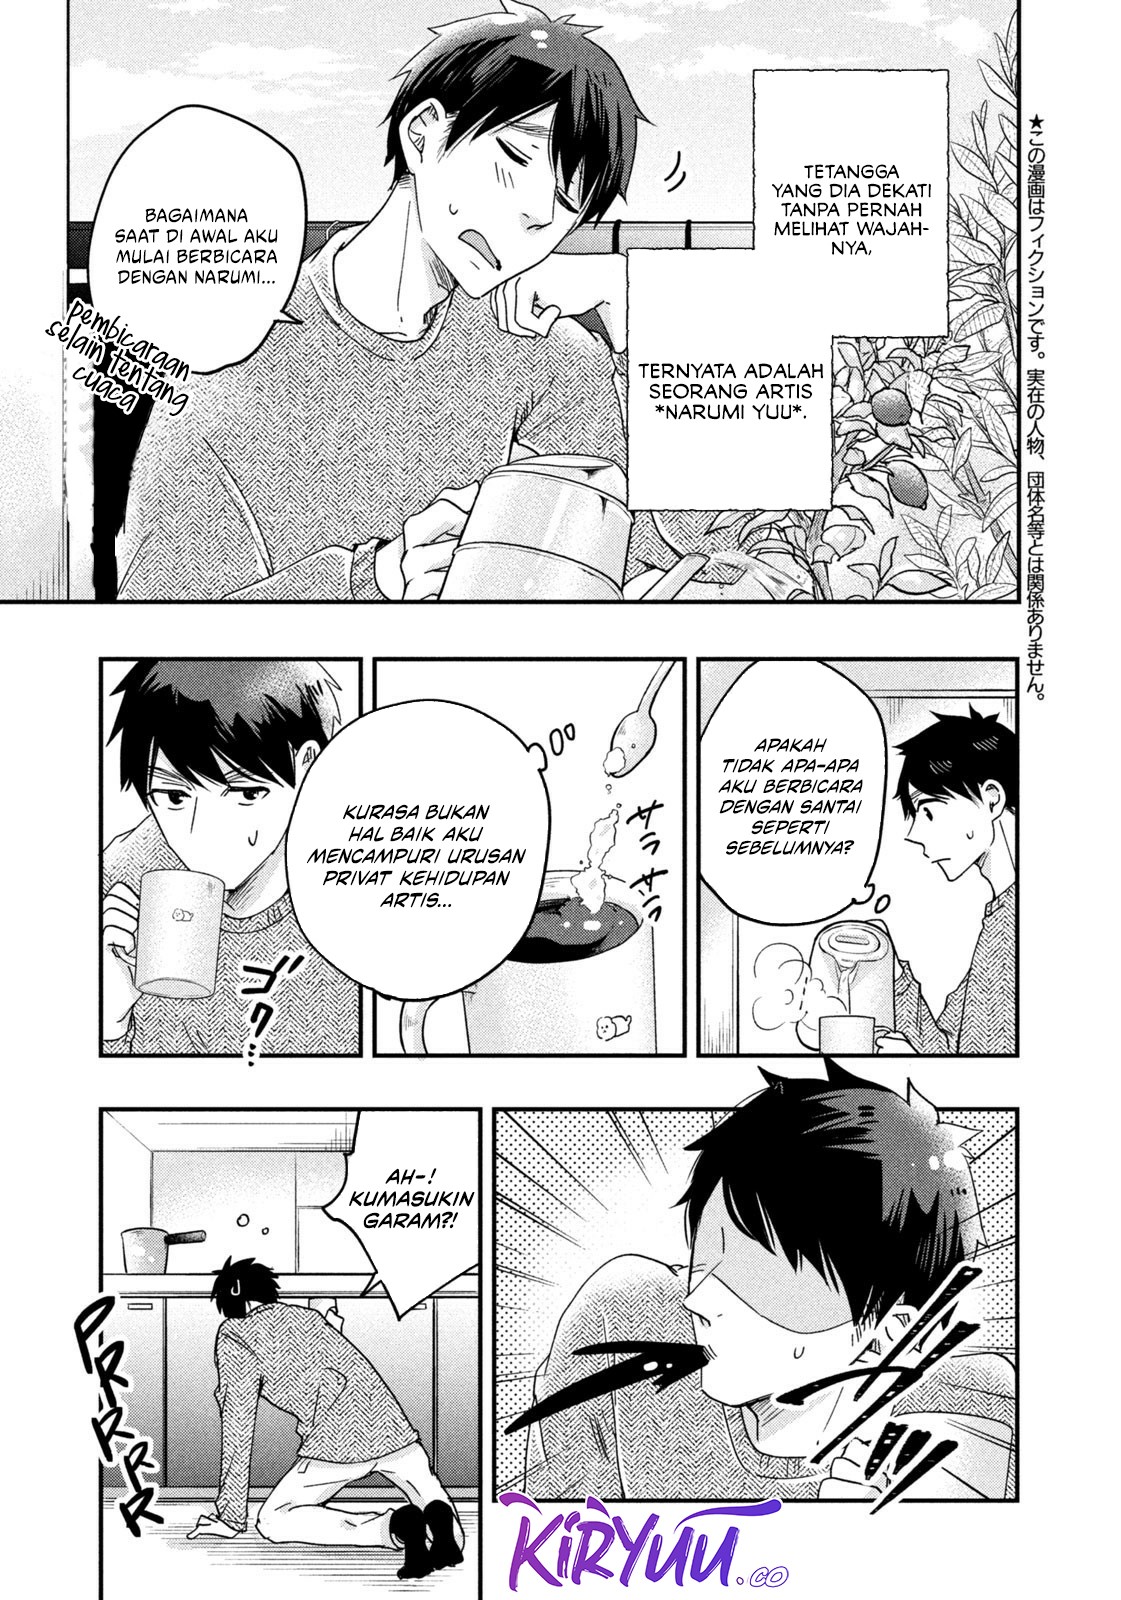 TETANGGA
YANG DIA DEKATI
TANPA PERNAH
MELIHAT WAJAH-
NYA,
TERNYATA ADALAH
SEORANG ARTIS
*NARUMI YUU*.
BAGAIMANA
SAAT DI AWAL AKU
MULAI BERBICARA
DENGAN NARUMI...
pembicaraan
selain tentang
cuaca
★この漫画はフィクションです。実在の人物、団体名等とは関係ありません。
APAKAH
TIDAK APA-APA
AKU BERBICARA
DENGAN SANTAI
SEPERTI
SEBELUMNYA?
サラ
サラッ
KURASA BUKAN
HAL BAIK AKU
MENCAMPURI URUSAN
PRIVAT KEHIDUPAN
ARTIS...
ゴク…
AH-!
KUMASUKIN
GARAM?!
P.R.R.R.R.R
KIRYUU.CO